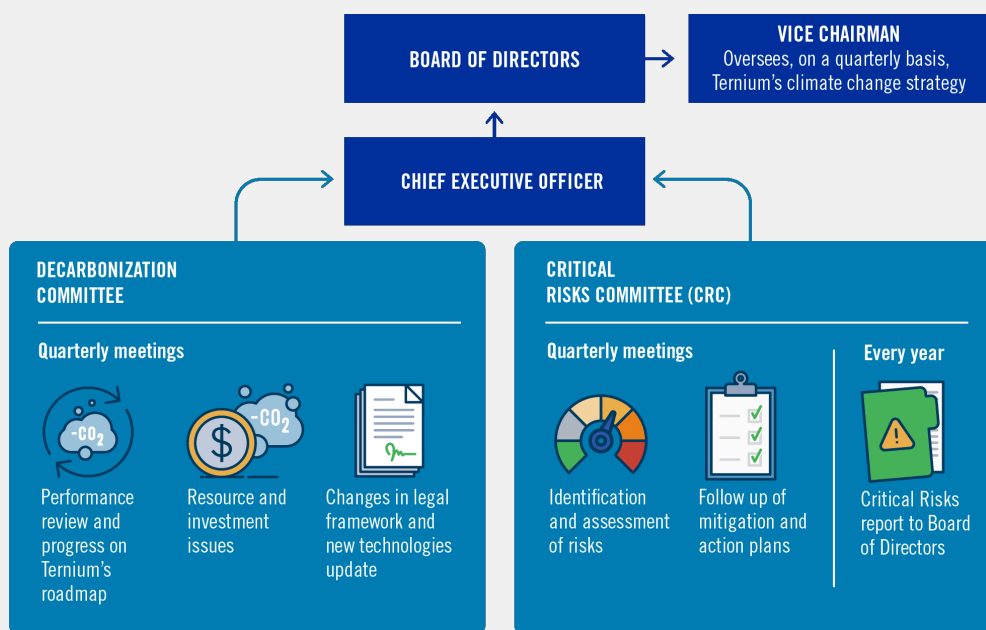 BOARD OF DIRECTORS
VICE CHAIRMAN
Oversees, on a quarterly basis,
Ternium's climate change strategy
CHIEF EXECUTIVE OFFICER
DECARBONIZATION
COMMITTEE
Quarterly meetings
-CO2
Performance
review and
progress on
Ternium's
roadmap
$
-CO2
Resource and
investment
issues
Changes in legal
framework and
new technologies
update
CRITICAL
RISKS COMMITTEE (CRC)
Quarterly meetings
Identification
and assessment
of risks
Follow up of
mitigation and
action plans
Every year
!
Critical Risks
report to Board
of Directors